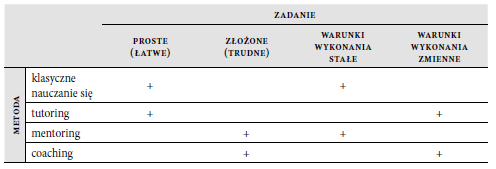 ZADANIE
PROSTE (ŁATWE) ZŁOŻONE (TRUDNE) WARUNKI WYKONANIA STAŁE WARUNKI WYKONANIA ZMIENNE
METODA
klasyczne
nauczanie się + +
tutoring + +
mentoring + +
coaching + +